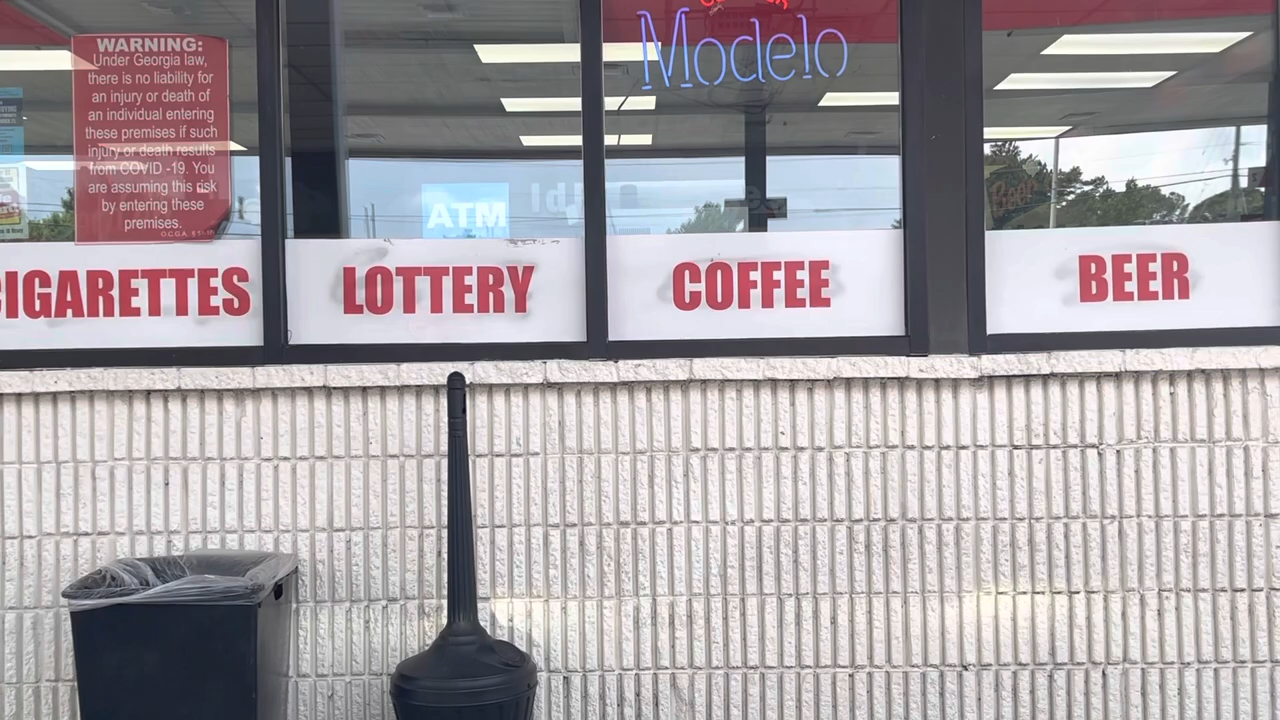 WARNING:
Under Georgia law,
there is no liability for
an injury or death of
an individual entering
these premises if such
injury or death results
from COVID -19. You
are assuming this risk
by entering these
premises.
Modelo
ATM
Beer
CIGARETTES
LOTTERY
COFFEE
BEER